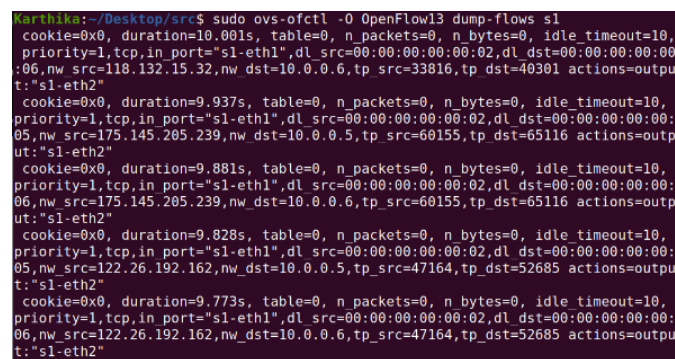 Karthika:~/Desktop/src$ sudo ovs-ofctl -O OpenFlow13 dump-flows s1
 cookie=0x0, duration=10.001s, table=0, n_packets=0, n_bytes=0, idle_timeout=10,
 priority=1,tcp,in_port="s1-eth1",dl_src=00:00:00:00:00:02,dl_dst=00:00:00:00:00
:06,nw_src=118.132.15.32,nw_dst=10.0.0.6,tp_src=33816,tp_dst=40301 actions=outpu
t:"s1-eth2"
 cookie=0x0, duration=9.937s, table=0, n_packets=0, n_bytes=0, idle_timeout=10,
priority=1,tcp,in_port="s1-eth1",dl_src=00:00:00:00:00:02,dl_dst=00:00:00:00:00:
05,nw_src=175.145.205.239,nw_dst=10.0.0.5,tp_src=60155,tp_dst=65116 actions=outp
ut:"s1-eth2"
 cookie=0x0, duration=9.881s, table=0, n_packets=0, n_bytes=0, idle_timeout=10,
priority=1,tcp,in_port="s1-eth1",dl_src=00:00:00:00:00:02,dl_dst=00:00:00:00:00:
06,nw_src=175.145.205.239,nw_dst=10.0.0.6,tp_src=60155,tp_dst=65116 actions=outp
ut:"s1-eth2"
 cookie=0x0, duration=9.828s, table=0, n_packets=0, n_bytes=0, idle_timeout=10,
priority=1,tcp,in_port="s1-eth1",dl_src=00:00:00:00:00:02,dl_dst=00:00:00:00:00:
05,nw_src=122.26.192.162,nw_dst=10.0.0.5,tp_src=47164,tp_dst=52685 actions=outpu
t:"s1-eth2"
 cookie=0x0, duration=9.773s, table=0, n_packets=0, n_bytes=0, idle_timeout=10,
priority=1,tcp,in_port="s1-eth1",dl_src=00:00:00:00:00:02,dl_dst=00:00:00:00:00:
06,nw_src=122.26.192.162,nw_dst=10.0.0.6,tp_src=47164,tp_dst=52685 actions=outpu
t:"s1-eth2"